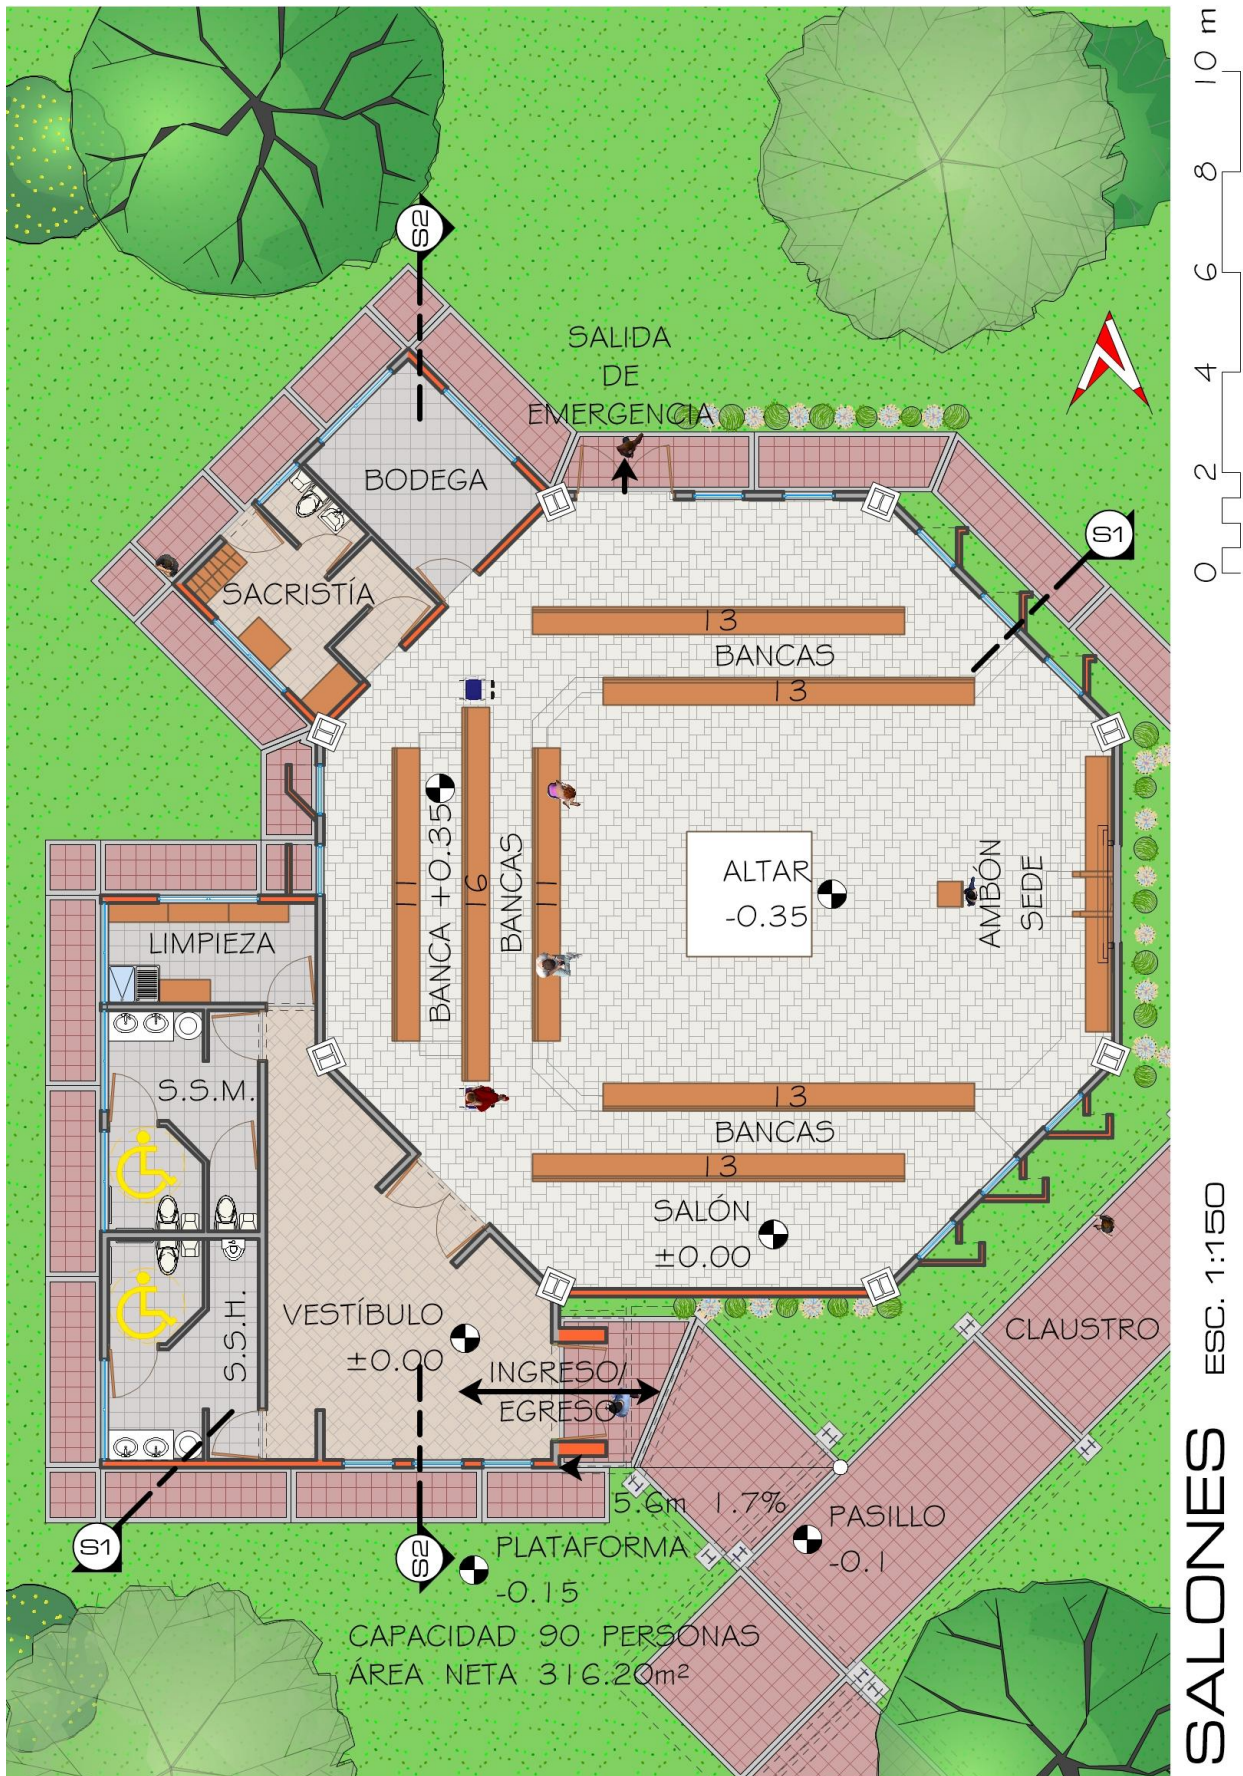 S2
SALIDA
DE
EMERGENCIA
BODEGA
SACRISTÍA
S1
13
BANCAS
13
11
BANCA +0.35
16
BANCAS
11
ALTAR
-0.35
AMBÓN
SEDE
LIMPIEZA
S.S.M.
13
BANCAS
13
SALÓN
±0.00
S.S.H.
VESTÍBULO
±0.00
INGRESO/
EGRESO
CLAUSTRO
5.6m 1.7%
PASILLO
-0.1
S1
S2
PLATAFORMA
-0.15
CAPACIDAD 90 PERSONAS
ÁREA NETA 316.20m²
SALONES ESC. 1:150
0 2 4 6 8 10 m